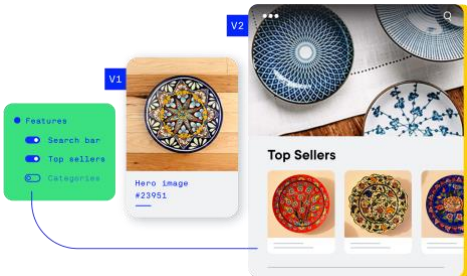 V2
V1
Features
Search bar
Top sellers
Categories
Hero image
#23951
Top Sellers